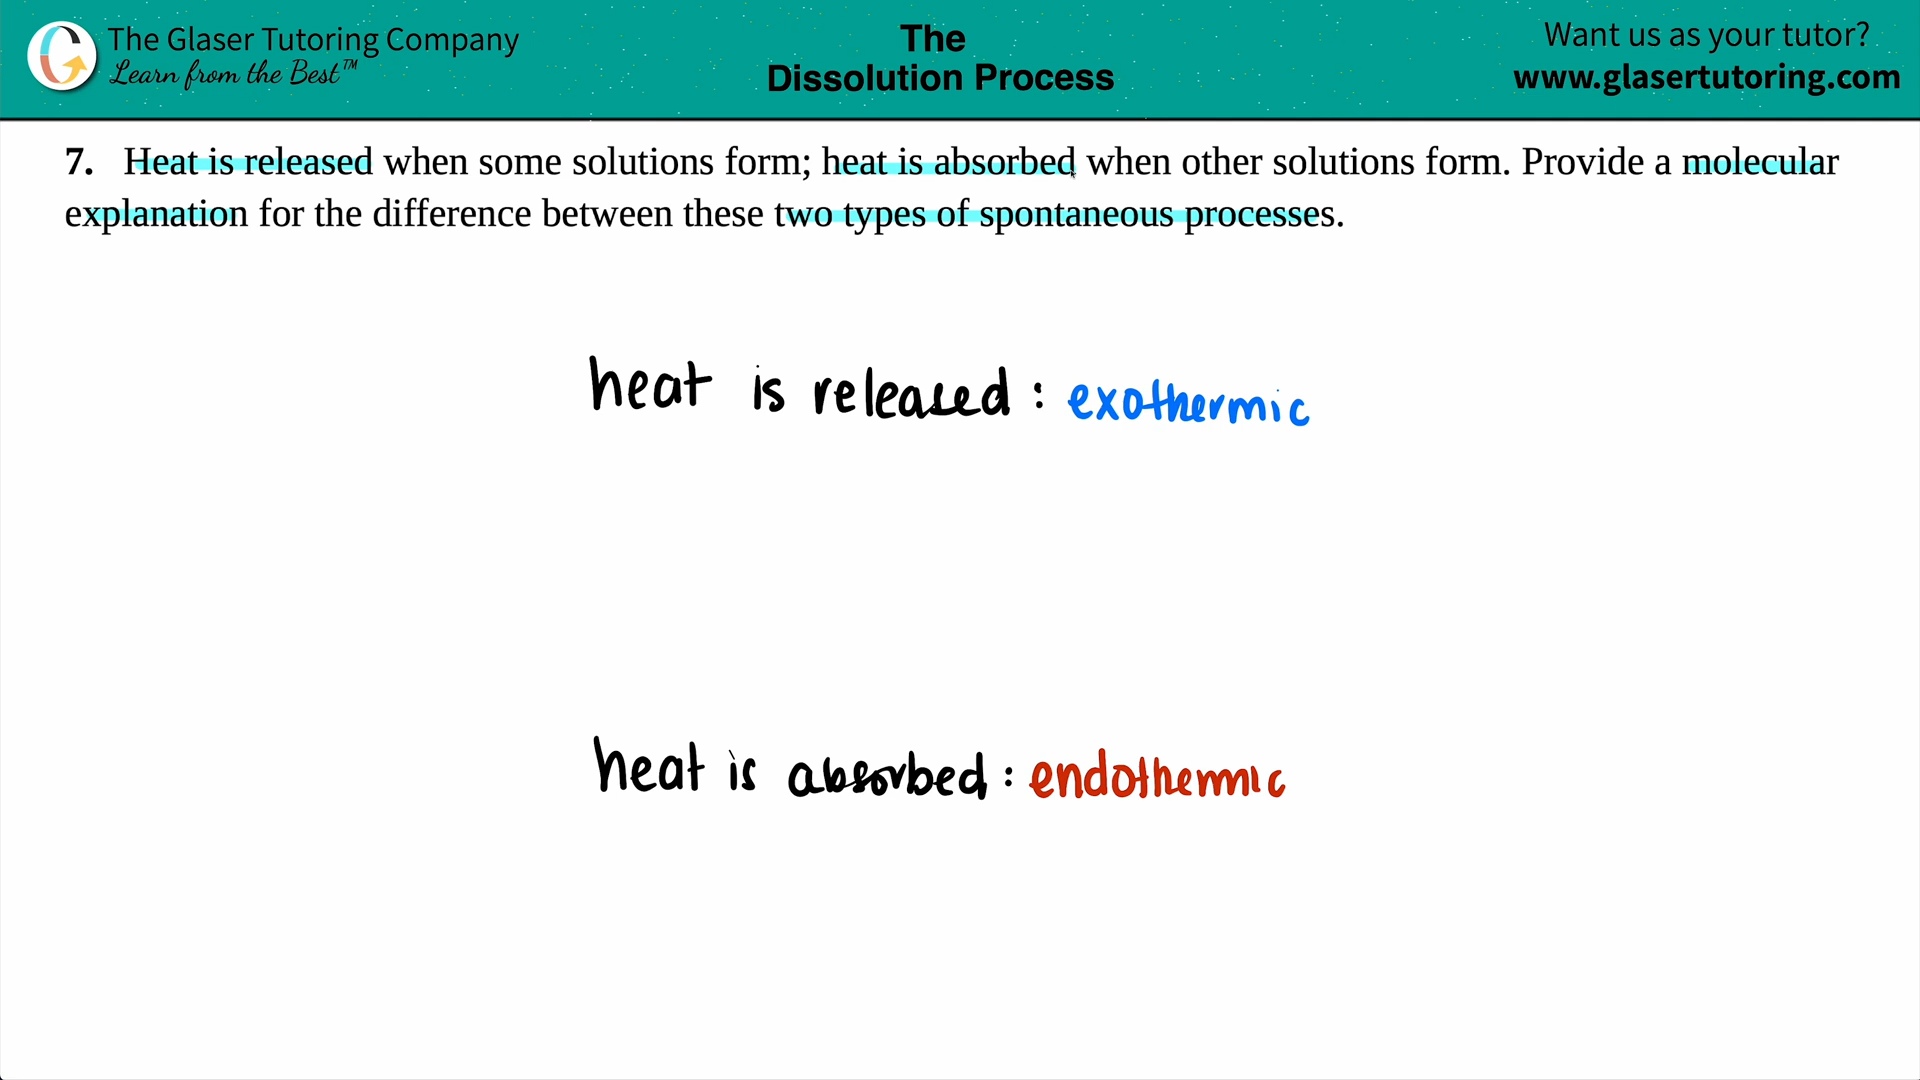 The Glaser Tutoring Company
Learn from the Best™
The
Dissolution Process
Want us as your tutor?
www.glasertutoring.com
7. Heat is released when some solutions form; heat is absorbed when other solutions form. Provide a molecular
explanation for the difference between these two types of spontaneous processes.
heat is released : exothermic
heat is absorbed : endothermic